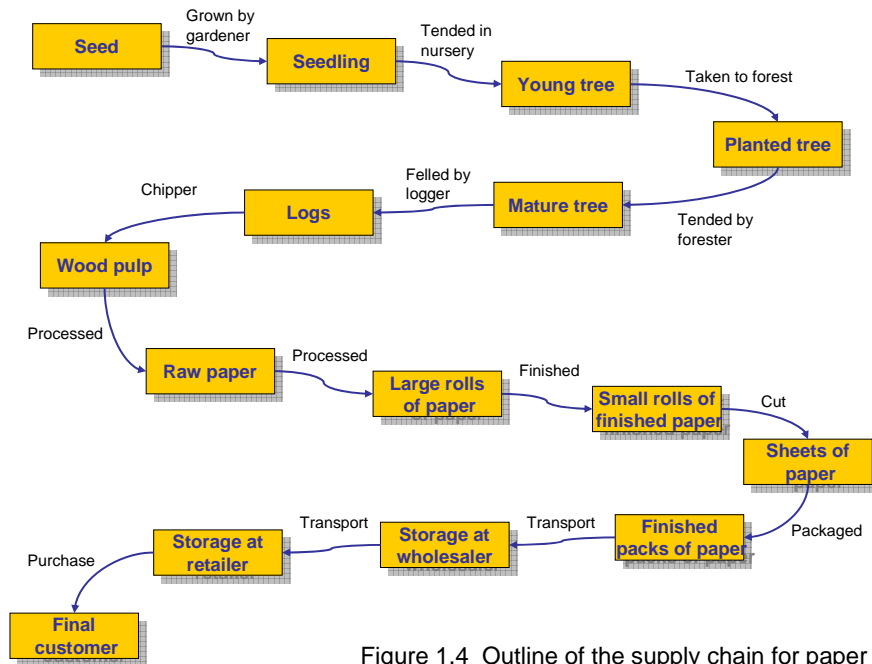 Seed
Grown by
gardener
Seedling
Tended in
nursery
Young tree
Taken to forest
Planted tree
Tended by
forester
Mature tree
Felled by
logger
Logs
Chipper
Wood pulp
Processed
Raw paper
Processed
Large rolls
of paper
Finished
Small rolls of
finished paper
Cut
Sheets of
paper
Packaged
Finished
packs of paper
Transport
Storage at
wholesaler
Transport
Storage at
retailer
Purchase
Final
customer
Figure 1.4 Outline of the supply chain for paper